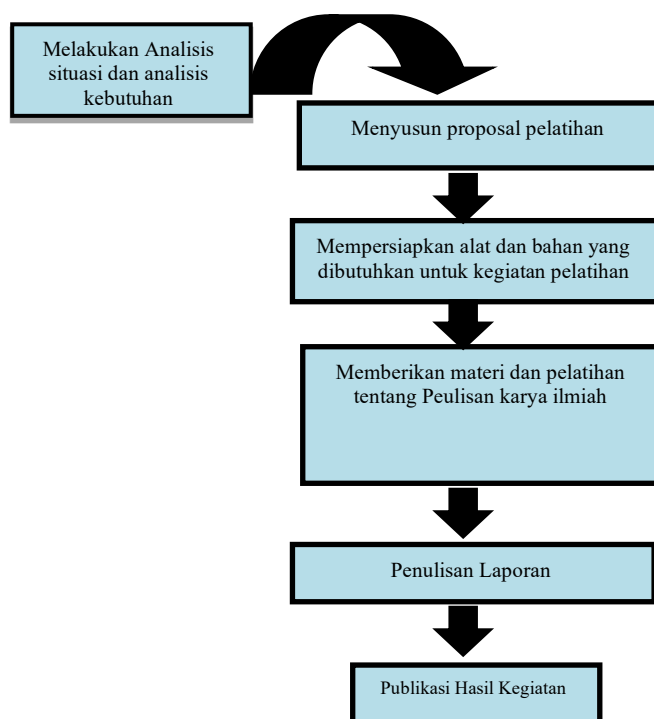 Melakukan Analisis
situasi dan analisis
kebutuhan
Menyusun proposal pelatihan
Mempersiapkan alat dan bahan yang
dibutuhkan untuk kegiatan pelatihan
Memberikan materi dan pelatihan
tentang Peulisan karya ilmiah
Penulisan Laporan
Publikasi Hasil Kegiatan